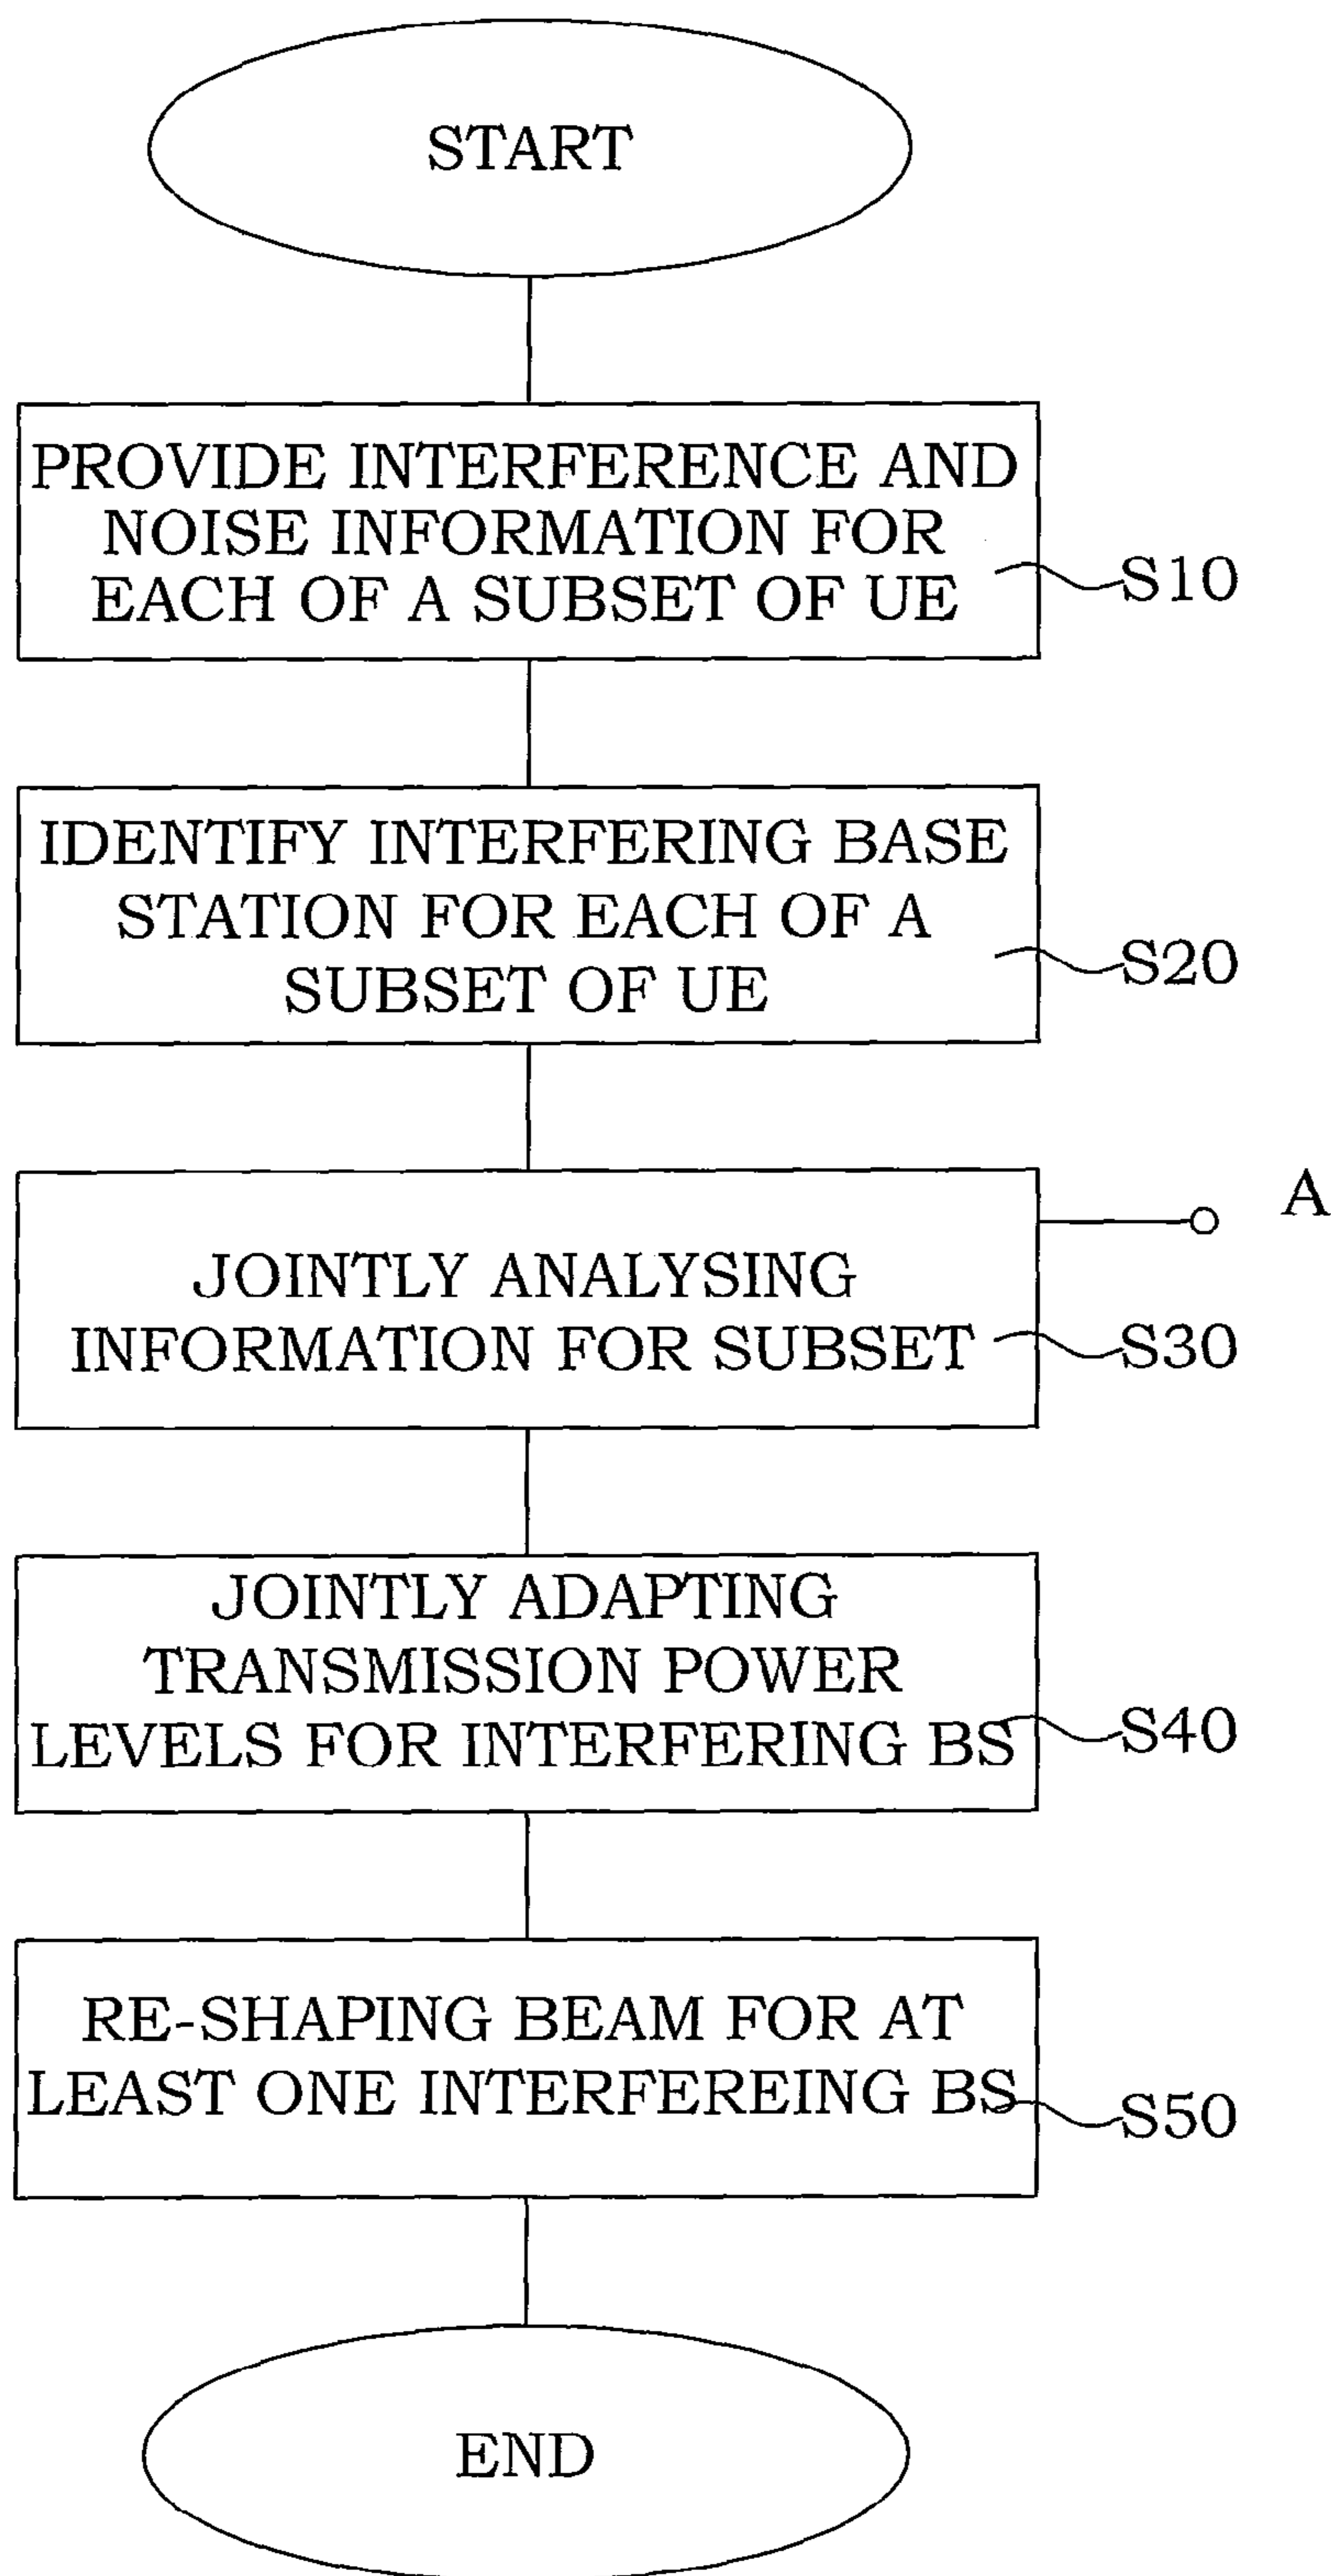 START
PROVIDE INTERFERENCE AND
NOISE INFORMATION FOR
EACH OF A SUBSET OF UE
S10
IDENTIFY INTERFERING BASE
STATION FOR EACH OF A
SUBSET OF UE
S20
A
JOINTLY ANALYSING
INFORMATION FOR SUBSET
S30
JOINTLY ADAPTING
TRANSMISSION POWER
LEVELS FOR INTERFERING BS
S40
RE-SHAPING BEAM FOR AT
LEAST ONE INTERFEREING BS
S50
END